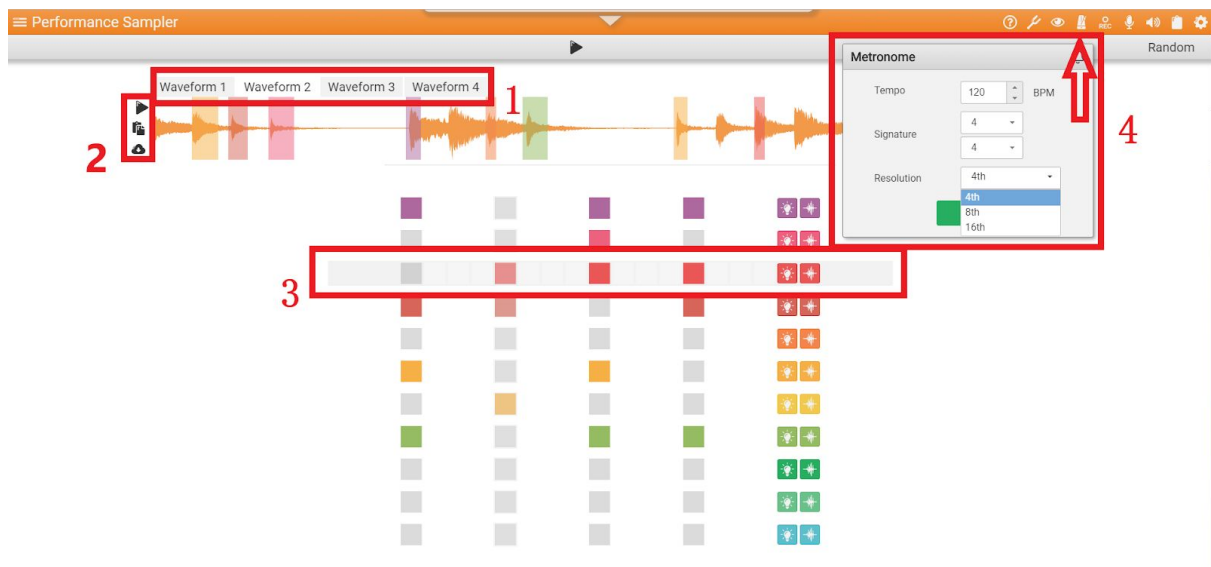 Performance Sampler
REC
Random
Metronome
Waveform 1 Waveform 2 Waveform 3 Waveform 4
1
Tempo 120 BPM
4
Signature 4
4
2
Resolution 4th
4th
8th
16th
3